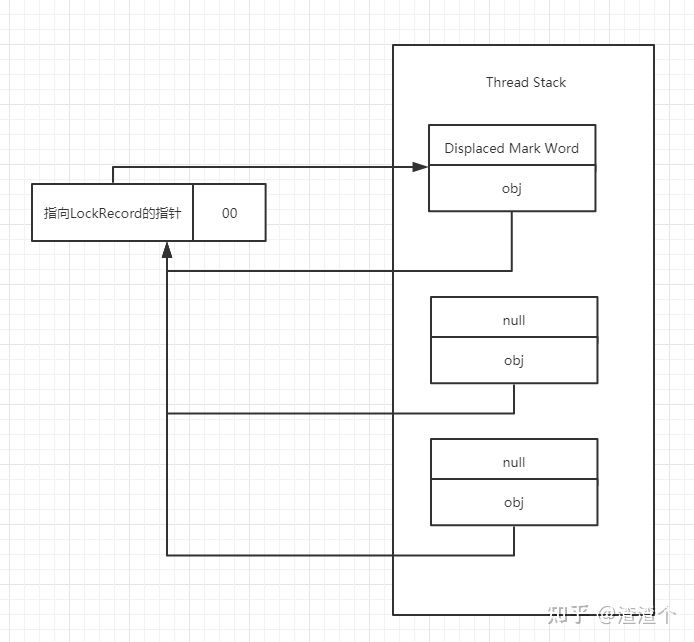 Thread Stack
Displaced Mark Word
obj
指向LockRecord的指针
00
null
obj
null
obj
知乎 @渣渣个